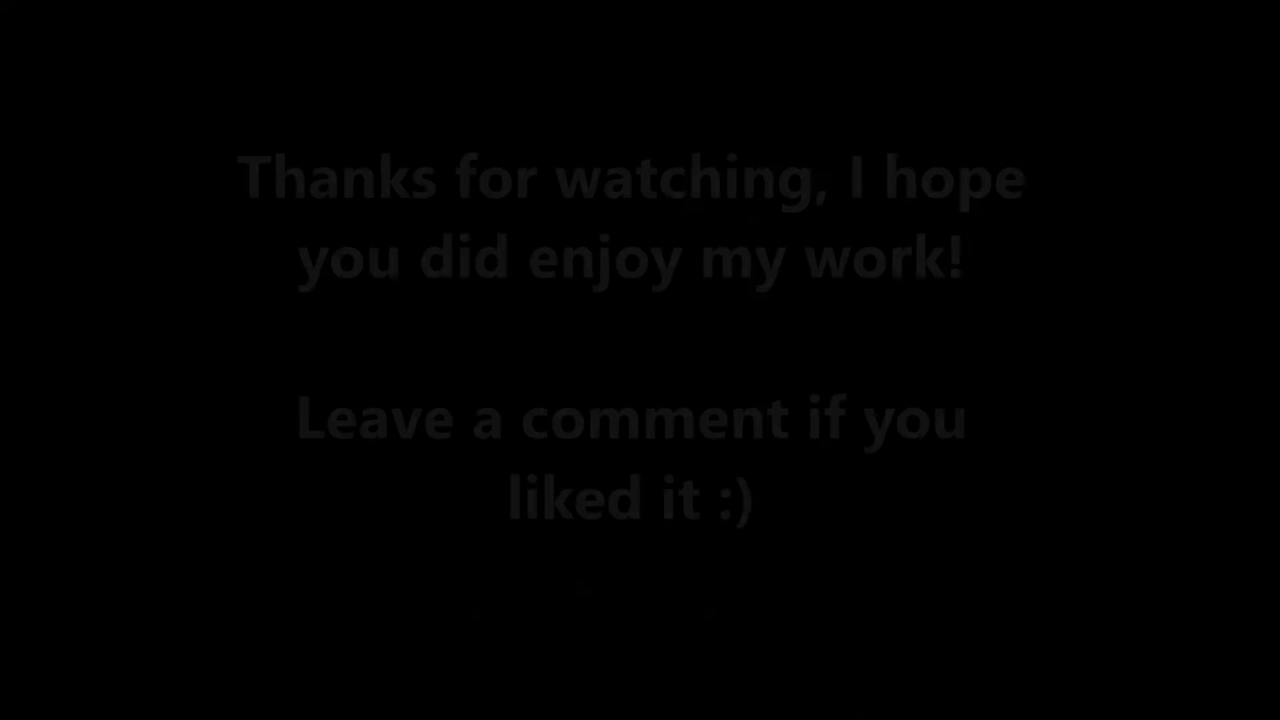 Thanks for watching, I hope
you did enjoy my work!
Leave a comment if you
liked it :)